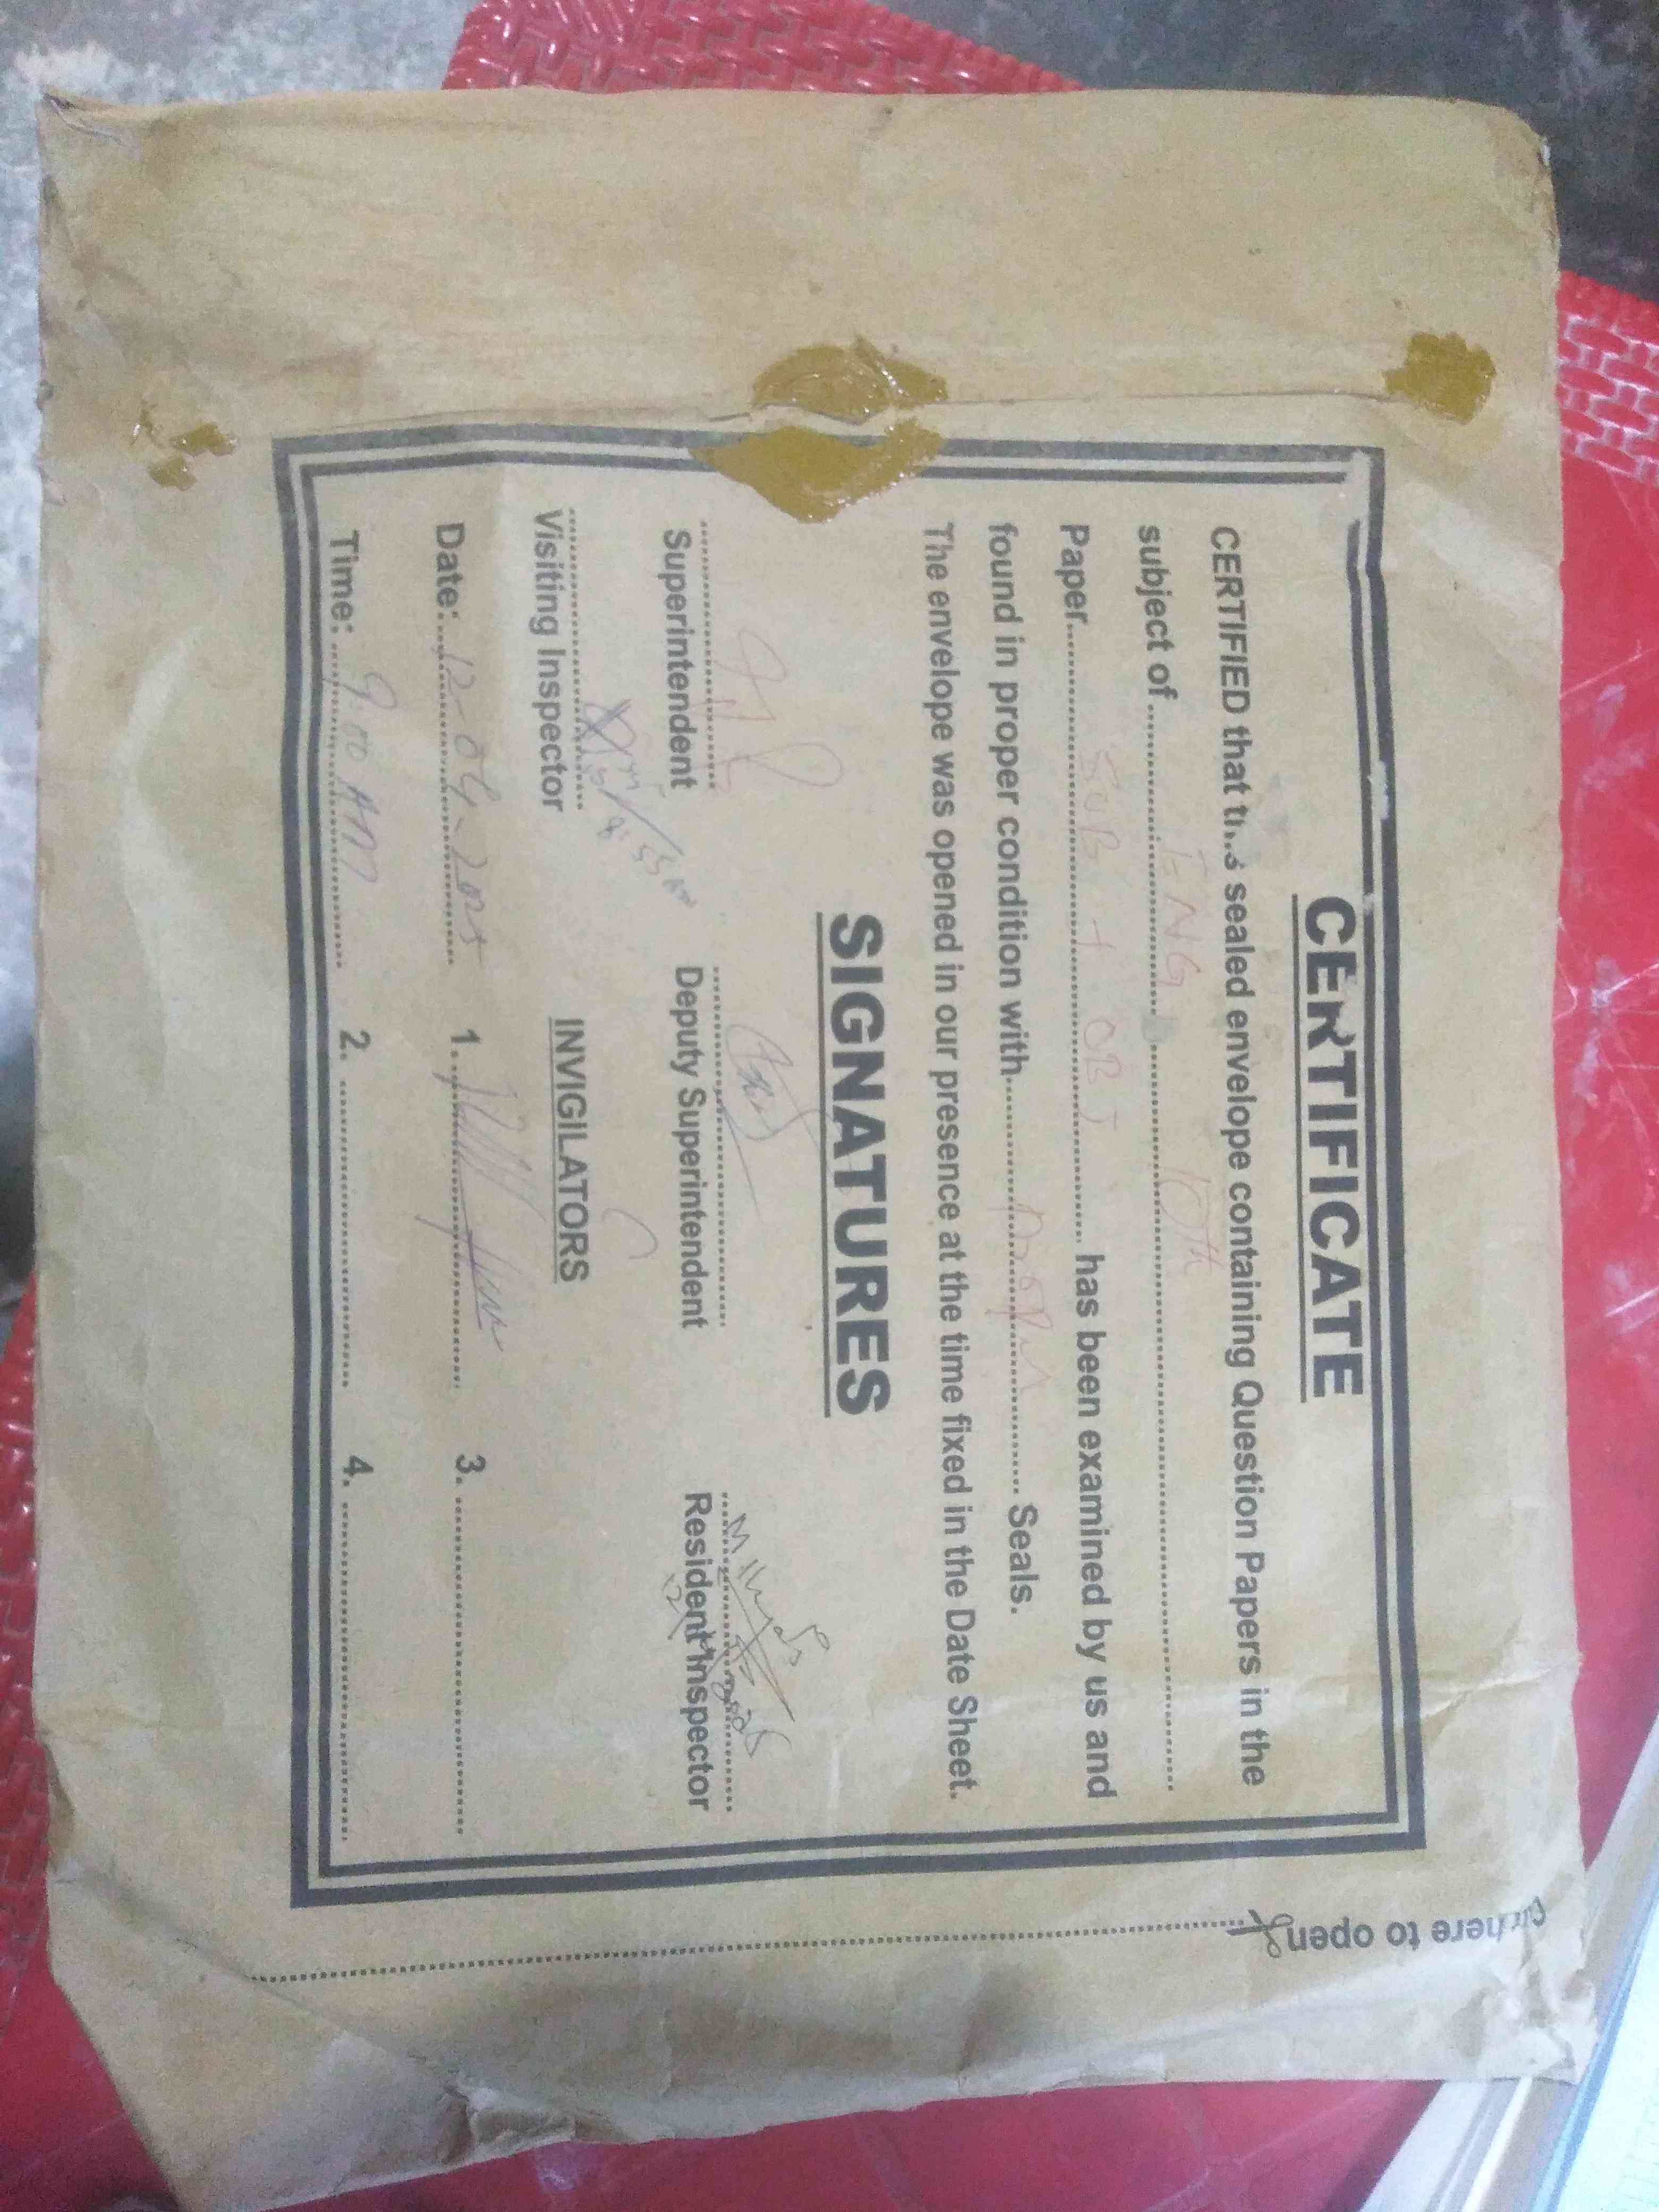 CERTIFICATE
CERTIFIED that this sealed envelope containing Question Papers in the
subject of ........ ENG ........ 10th ........
Paper........ SUB + OBJ ........ has been examined by us and
found in proper condition with........ Proper ........ Seals.
The envelope was opened in our presence at the time fixed in the Date Sheet.
SIGNATURES
Superintendent Deputy Superintendent Resident Inspector
Visiting Inspector INVIGILATORS
Date:..12-04-2025 1. 3. ........
Time: 9:00 AM 2. ........ 4. ........
Cut here to open